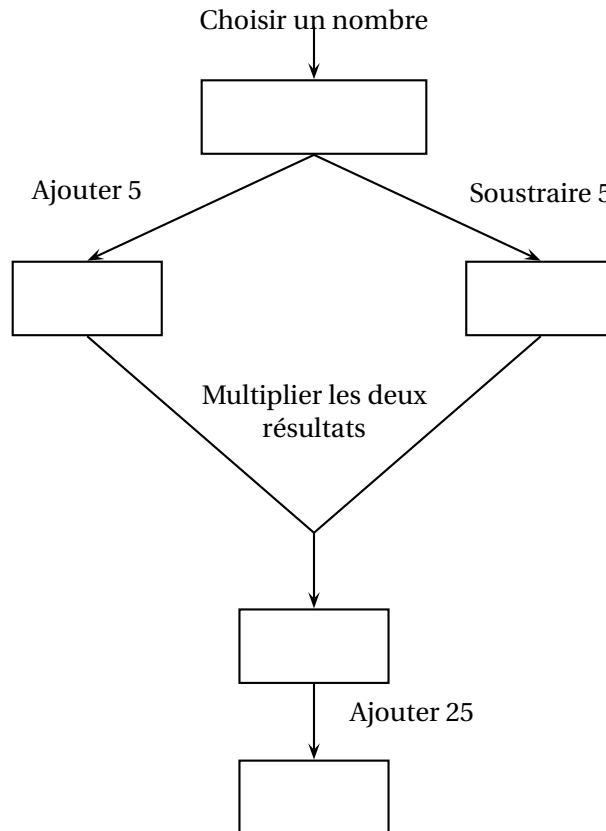 Choisir un nombre
Ajouter 5
Soustraire 5
Multiplier les deux
résultats
Ajouter 25